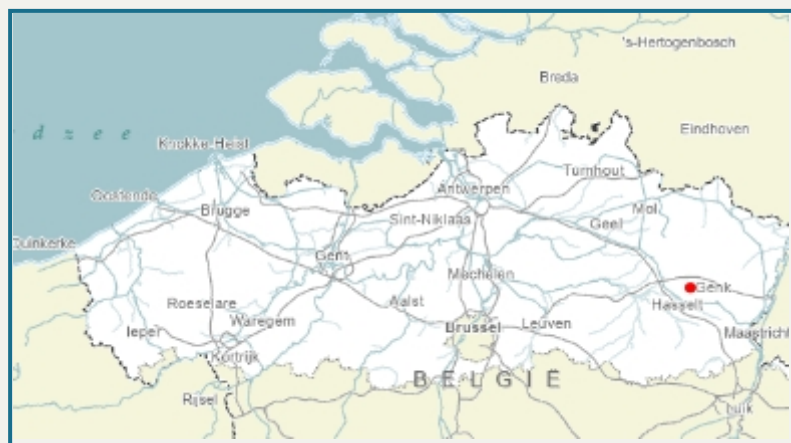 's-Hertogenbosch
Breda
d z e e
Eindhoven
Knokke-Heist
Turnhout
Antwerpen
Oostende
Mol
Brugge
Sint-Niklaas
Geel
Duinkerke
Gent
Mechelen
Genk
Roeselare
Aalst
Hasselt
Waregem
Ieper
Brussel
Leuven
Maastricht
Kortrijk
BELGIË
Rijsel
Luik